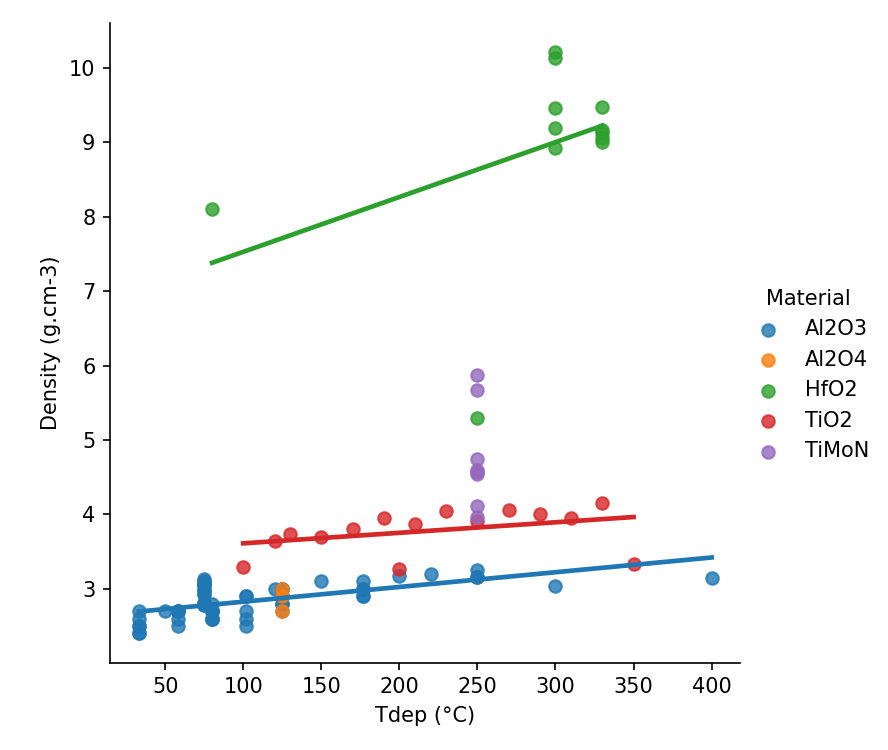 Density (g.cm-3)
10
9
8
7
6
5
4
3
50 100 150 200 250 300 350 400
Tdep (°C)
Material
Al2O3
Al2O4
HfO2
TiO2
TiMoN